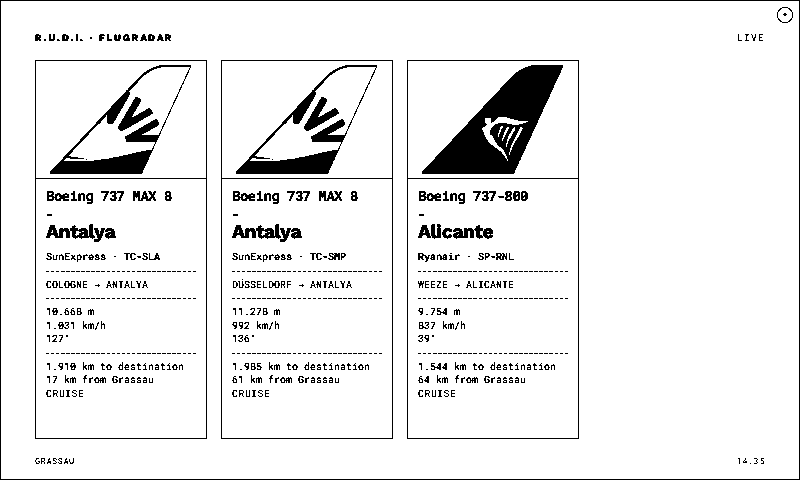 R.U.D.I. · FLUGRADAR
LIVE
Boeing 737 MAX 8
-
Antalya
SunExpress · TC-SLA
COLOGNE → ANTALYA
10.668 m
1.031 km/h
127°
1.910 km to destination
17 km from Grassau
CRUISE
Boeing 737 MAX 8
-
Antalya
SunExpress · TC-SMP
DÜSSELDORF → ANTALYA
11.278 m
992 km/h
136°
1.985 km to destination
61 km from Grassau
CRUISE
Boeing 737-800
-
Alicante
Ryanair · SP-RNL
WEEZE → ALICANTE
9.754 m
837 km/h
39°
1.544 km to destination
64 km from Grassau
CRUISE
GRASSAU
14.35